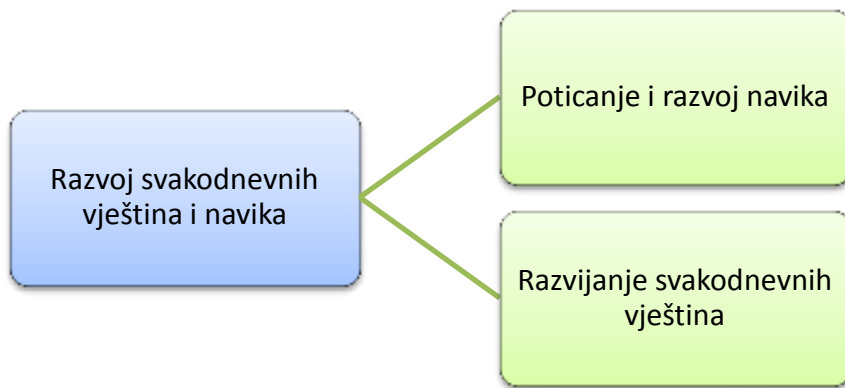 Poticanje i razvoj navika
Razvoj svakodnevnih
vještina i navika
Razvijanje svakodnevnih
vještina